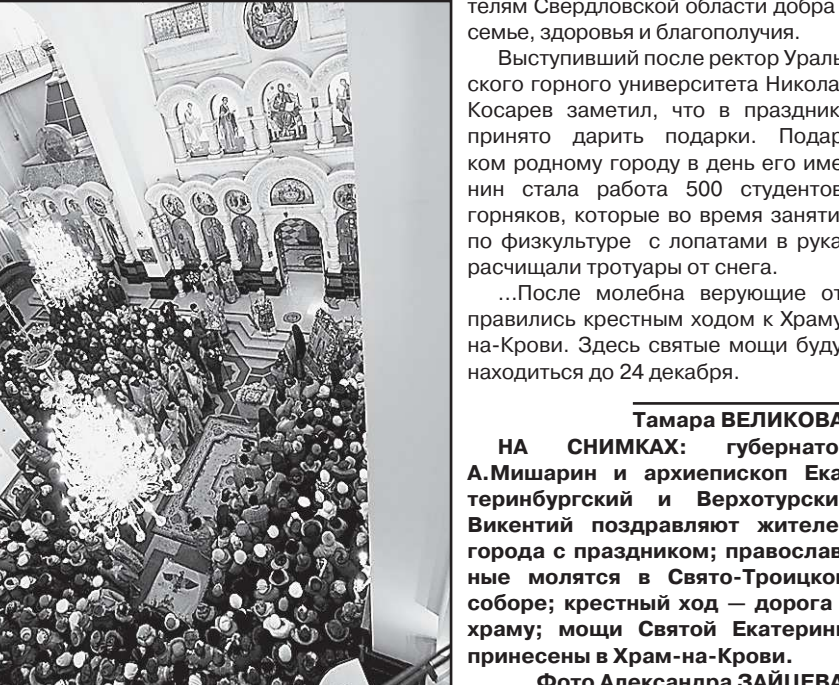 телям Свердловской области добра
семье, здоровья и благополучия.
Выступивший после ректор Ураль
ского горного университета Никола
Косарев заметил, что в праздник
принято дарить подарки. Подар
ком родному городу в день его име
нин стала работа 500 студентов
горняков, которые во время заняти
по физкультуре с лопатами в рука
расчищали тротуары от снега.
...После молебна верующие от
правились крестным ходом к Храму
на-Крови. Здесь святые мощи буду
находиться до 24 декабря.
Тамара ВЕЛИКОВА
НА СНИМКАХ: губернато
А.Мишарин и архиепископ Ека
теринбургский и Верхотурски
Викентий поздравляют жителе
города с праздником; православ
ные молятся в Свято-Троицком
соборе; крестный ход — дорога
храму; мощи Святой Екатерин
принесены в Храм-на-Крови.
Фото Александра ЗАЙЦЕВА